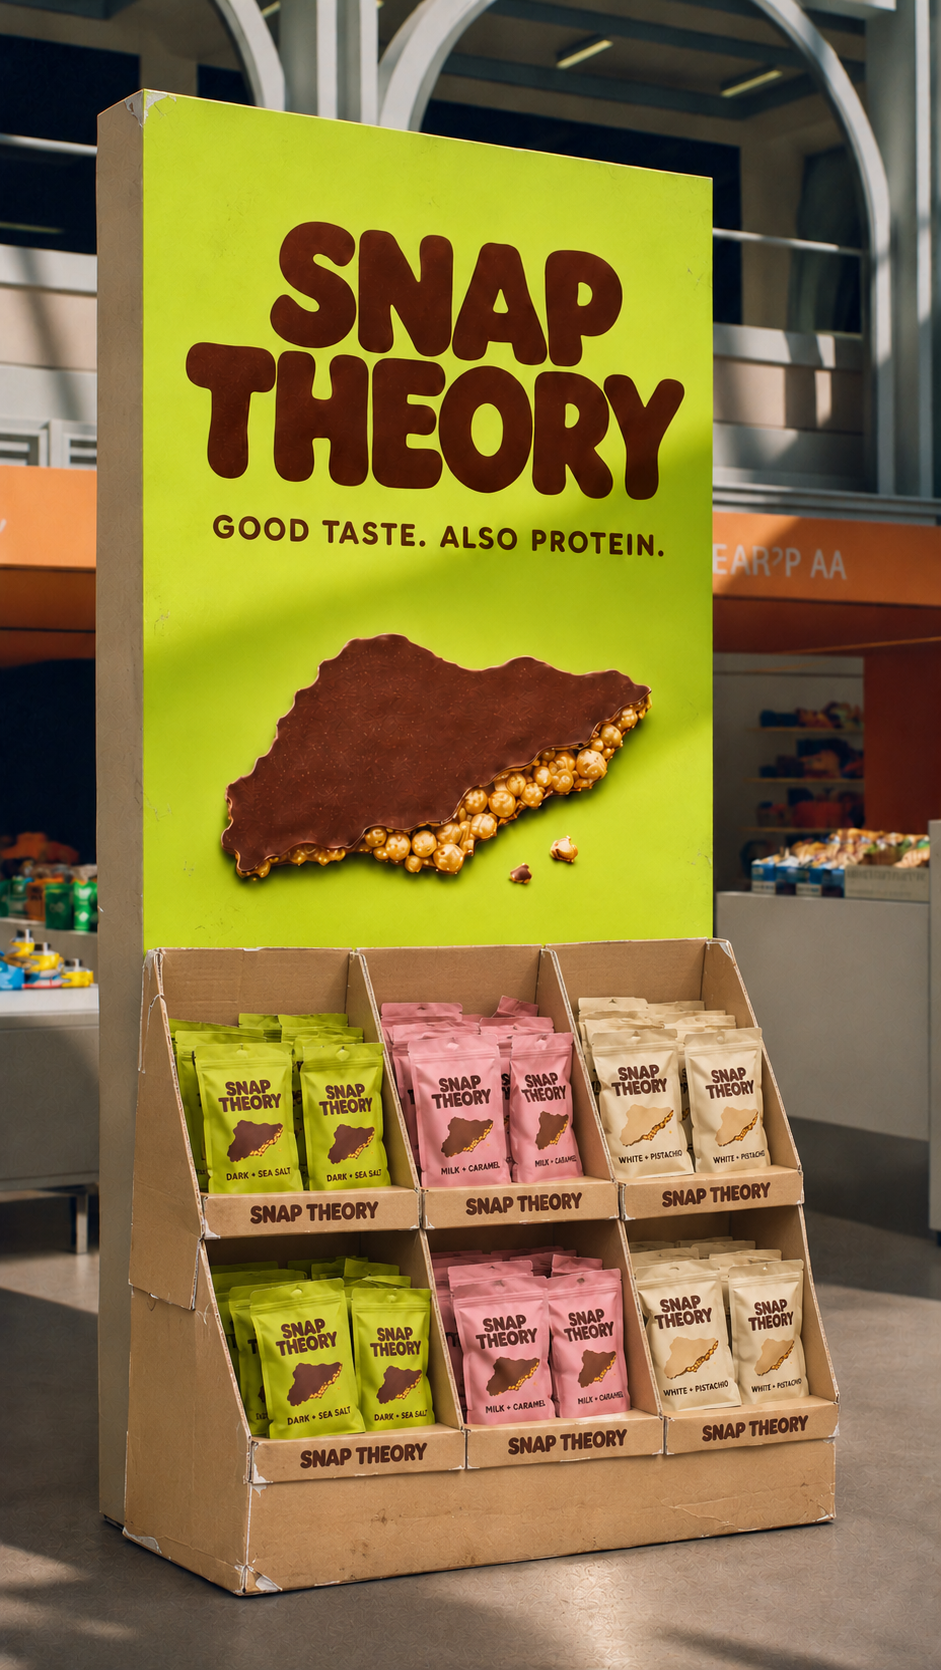 SNAP
THEORY
GOOD TASTE. ALSO PROTEIN.
SNAP
THEORY
DARK + SEA SALT
SNAP
THEORY
DARK + SEA SALT
SNAP
THEORY
MILK + CARAMEL
SNAP
THEORY
MILK + CARAMEL
SNAP
THEORY
WHITE + PISTACHIO
SNAP
THEORY
WHITE + PISTACHIO
SNAP THEORY
SNAP THEORY
SNAP THEORY
SNAP
THEORY
DARK + SEA SALT
SNAP
THEORY
DARK + SEA SALT
SNAP
THEORY
MILK + CARAMEL
SNAP
THEORY
MILK + CARAMEL
SNAP
THEORY
WHITE + PISTACHIO
SNAP
THEORY
WHITE + PISTACHIO
SNAP THEORY
SNAP THEORY
SNAP THEORY